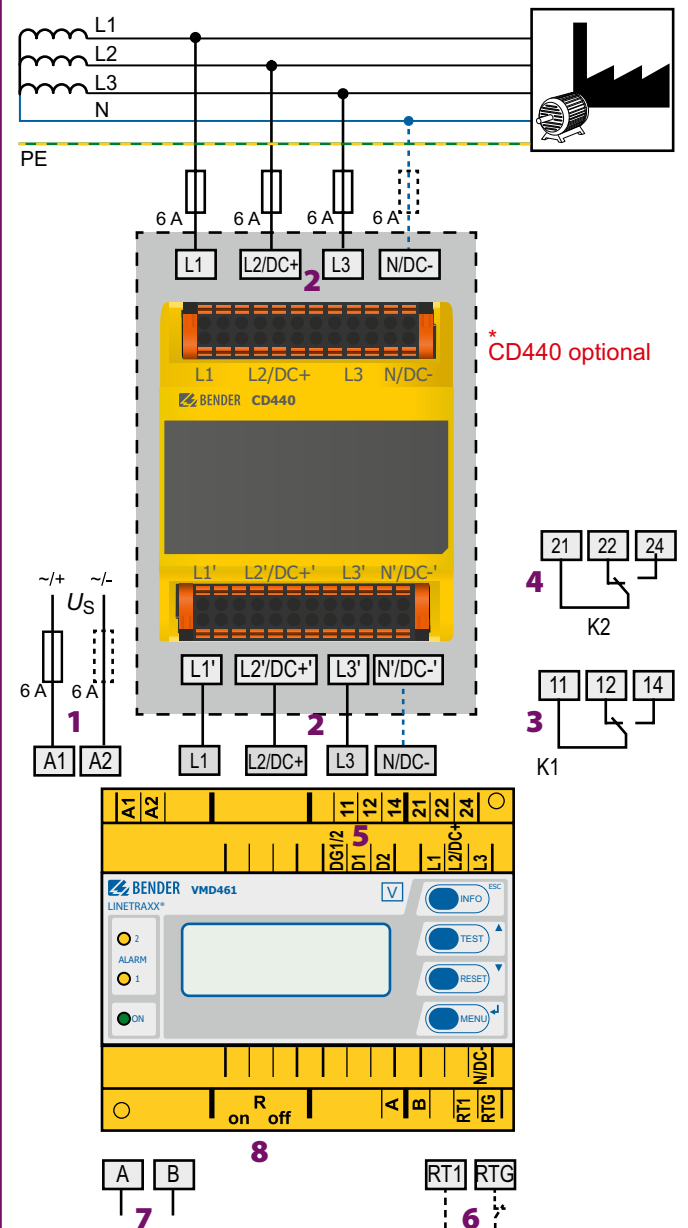 L1
L2
L3
N
PE
6 A 6 A 6 A 6 A
L1 L2/DC+ L3 N/DC-
2
*
CD440 optional
L1 L2/DC+ L3 N/DC-
BENDER CD440
21 22 24
4
K2
L1' L2'/DC+' L3' N'/DC-'
~/+ ~/-
US
L1' L2'/DC+' L3' N'/DC-'
11 12 14
3
K1
6 A 6 A
1
2
A1 A2
L1 L2/DC+ L3 N/DC-
A1 A2 11 12 14 21 22 24
5
DG1/2 D1 D2 L1 L2/DC+ L3
BENDER VMD461
LINETRAXX®
V
INFO ESC
2
ALARM
1
TEST ▲
RESET ▼
ON
MENU ↵
N/DC-
R
on off
A B RT1 RTG
8
A B
7
RT1 RTG
6